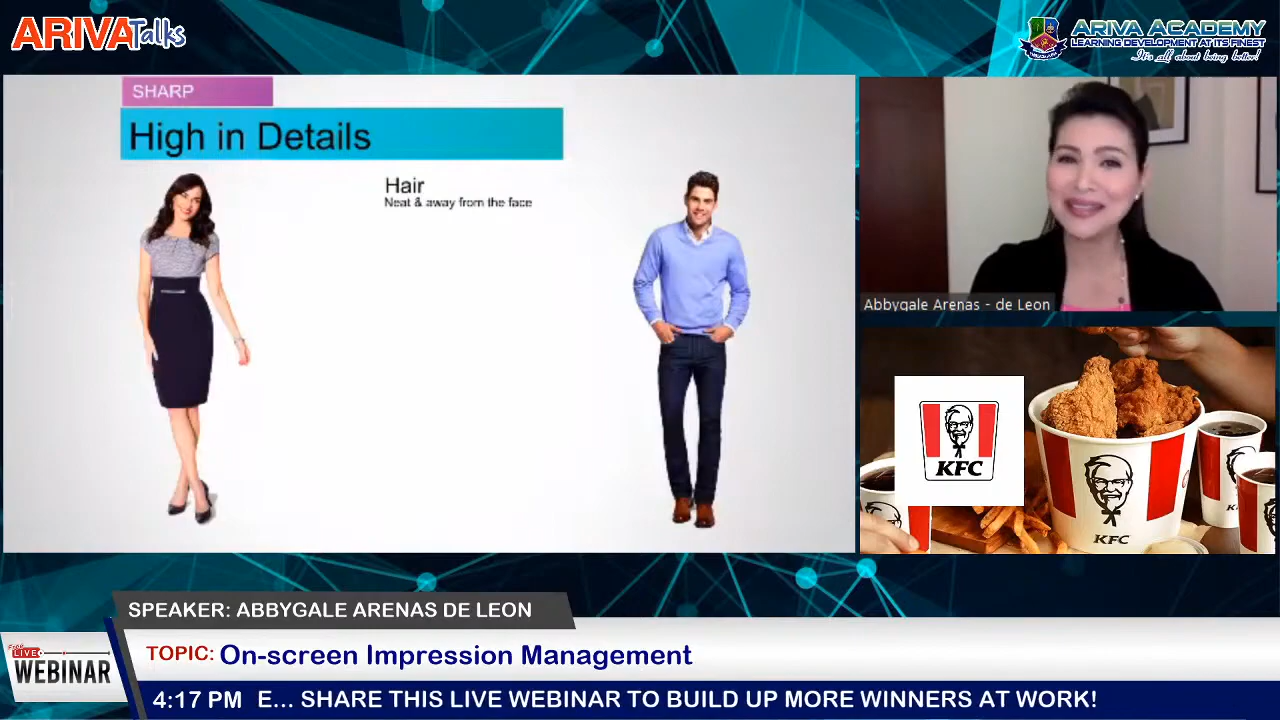 ARIVATalks
ARIVA ACADEMY
LEARNING DEVELOPMENT AT ITS FINEST
It's all about being better!
SHARP
High in Details
Hair
Neat & away from the face
Abbygale Arenas - de Leon
KFC
KFC
SPEAKER: ABBYGALE ARENAS DE LEON
Free
LIVE
WEBINAR
TOPIC: On-screen Impression Management
4:17 PM E... SHARE THIS LIVE WEBINAR TO BUILD UP MORE WINNERS AT WORK!